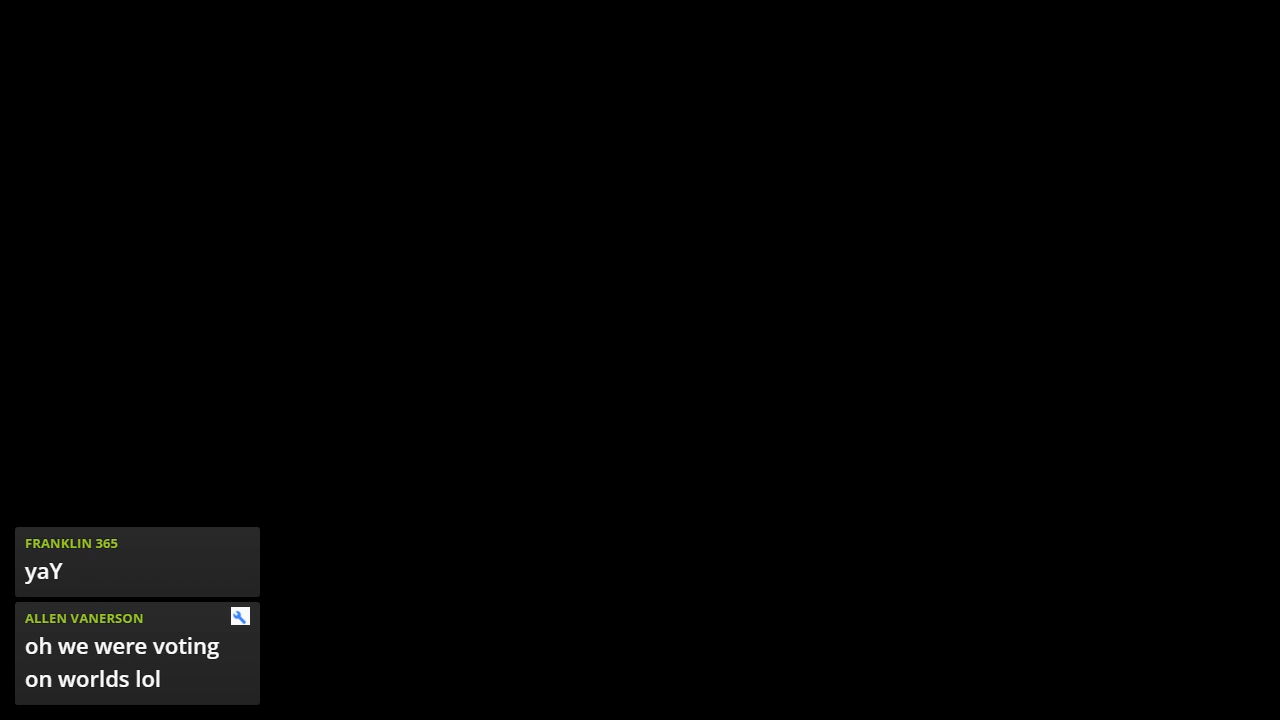 FRANKLIN 365
yaY
ALLEN VANERSON
oh we were voting
on worlds lol